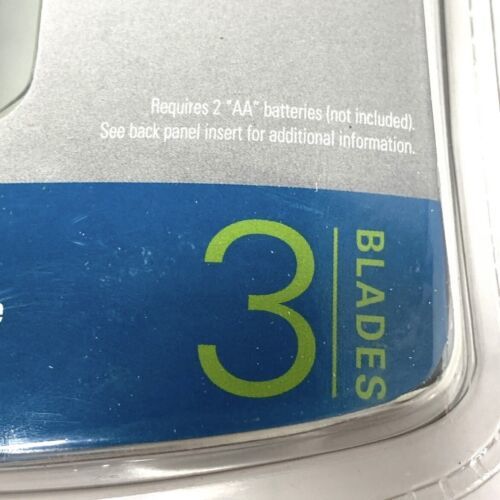 Requires 2 "AA" batteries (not included).
See back panel insert for additional information.
3
BLADES